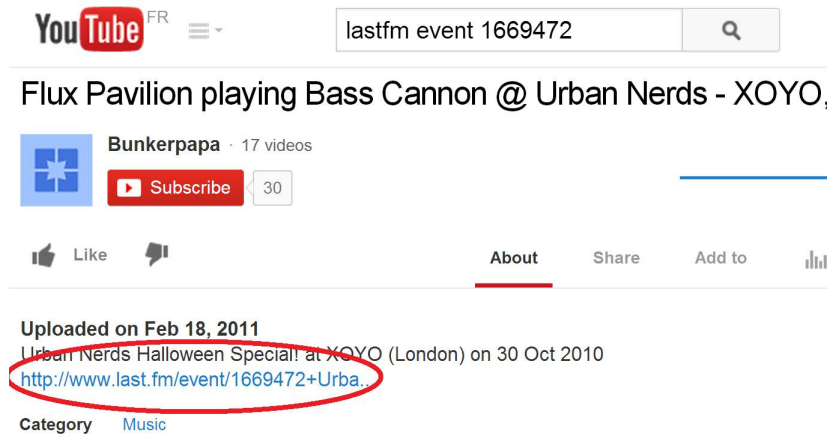 YouTube FR
lastfm event 1669472
Flux Pavilion playing Bass Cannon @ Urban Nerds - XOYO,
Bunkerpapa · 17 videos
Subscribe 30
Like
About Share Add to
Uploaded on Feb 18, 2011
Urban Nerds Halloween Special! at XOYO (London) on 30 Oct 2010
http://www.last.fm/event/1669472+Urba...
Category Music